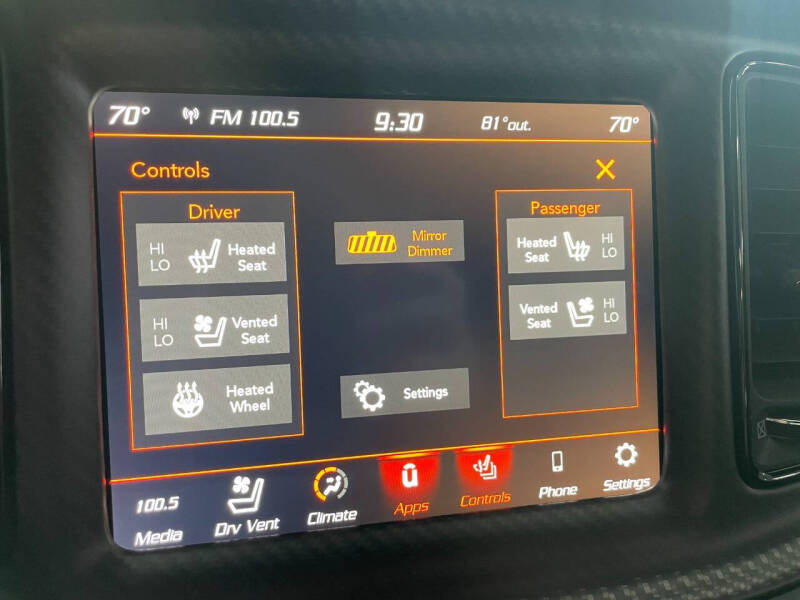 70° FM 100.5 9:30 81°out. 70°
Controls
Driver
HI
LO
Heated
Seat
HI
LO
Vented
Seat
Heated
Wheel
Mirror
Dimmer
Settings
Passenger
Heated
Seat
HI
LO
Vented
Seat
HI
LO
100.5
Media
Drv Vent
Climate
Apps
Controls
Phone
Settings